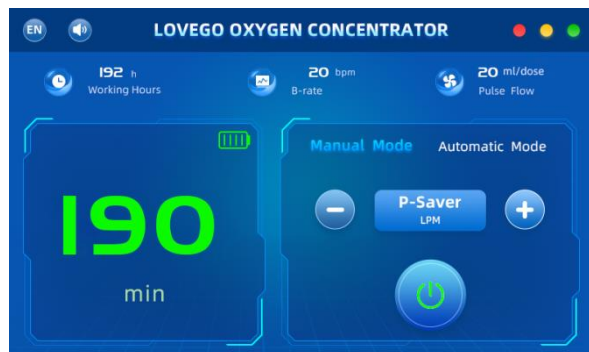 EN
LOVEGO OXYGEN CONCENTRATOR
192 h
Working Hours
20 bpm
B-rate
20 ml/dose
Pulse Flow
190
min
Manual Mode
Automatic Mode
P-Saver
LPM